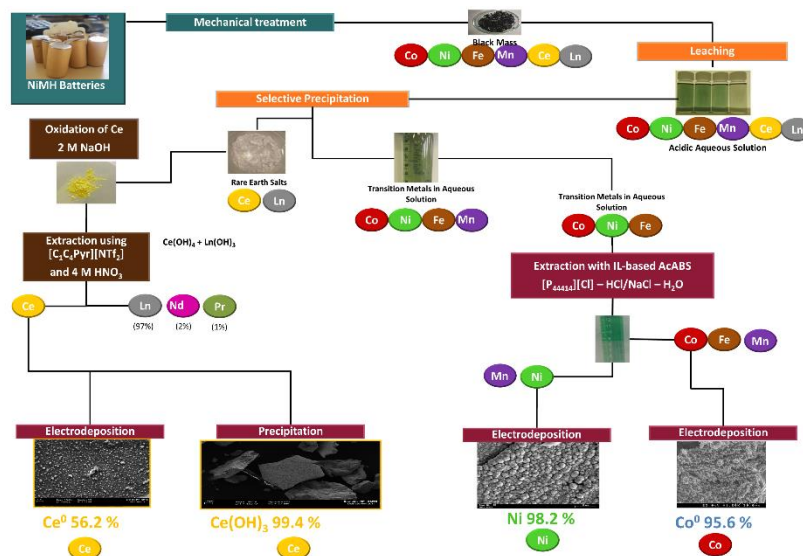 Mechanical treatment
NiMH Batteries
Black Mass
Co Ni Fe Mn Ce Ln
Leaching
Co Ni Fe Mn Ce Ln
Acidic Aqueous Solution
Selective Precipitation
Oxidation of Ce
2 M NaOH
Rare Earth Salts
Ce Ln
Transition Metals in Aqueous
Solution
Co Ni Fe Mn
Transition Metals in Aqueous
Solution
Co Ni Fe
Ce(OH)4 + Ln(OH)3
Extraction using
[C1C4Pyr][NTf2]
and 4 M HNO3
Extraction with IL-based AcABS
[P44414][Cl] – HCl/NaCl – H2O
Ce Ln Nd Pr
(97%) (2%) (1%)
Co Fe Mn
Mn Ni
Electrodeposition
Precipitation
Electrodeposition
Electrodeposition
Ce0 56.2 %
Ce
Ce(OH)3 99.4 %
Ce
Ni 98.2 %
Ni
Co0 95.6 %
Co